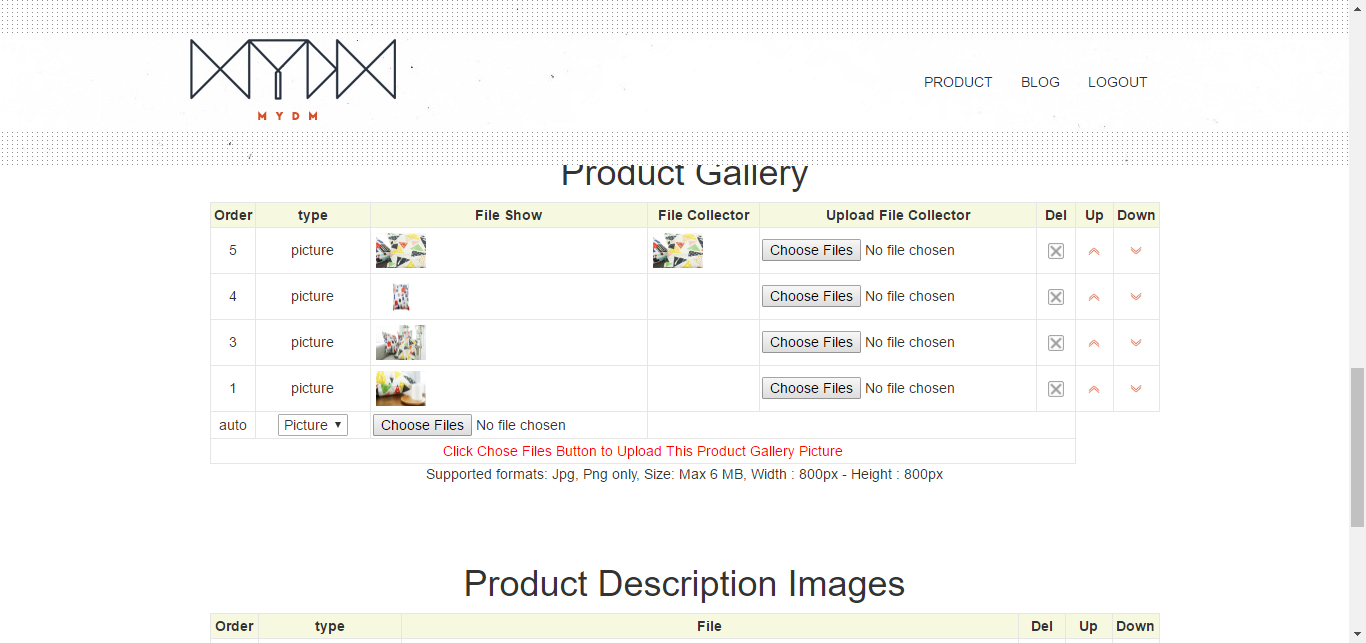 MYDM
PRODUCT BLOG LOGOUT
Product Gallery
Order type File Show File Collector Upload File Collector Del Up Down
5 picture Choose Files No file chosen
4 picture Choose Files No file chosen
3 picture Choose Files No file chosen
1 picture Choose Files No file chosen
auto Picture Choose Files No file chosen
Click Chose Files Button to Upload This Product Gallery Picture
Supported formats: Jpg, Png only, Size: Max 6 MB, Width : 800px - Height : 800px
Product Description Images
Order type File Del Up Down